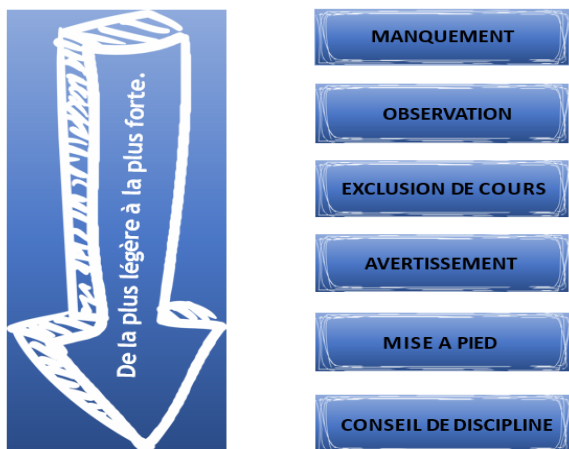 De la plus légère à la plus forte.
MANQUEMENT
OBSERVATION
EXCLUSION DE COURS
AVERTISSEMENT
MISE A PIED
CONSEIL DE DISCIPLINE